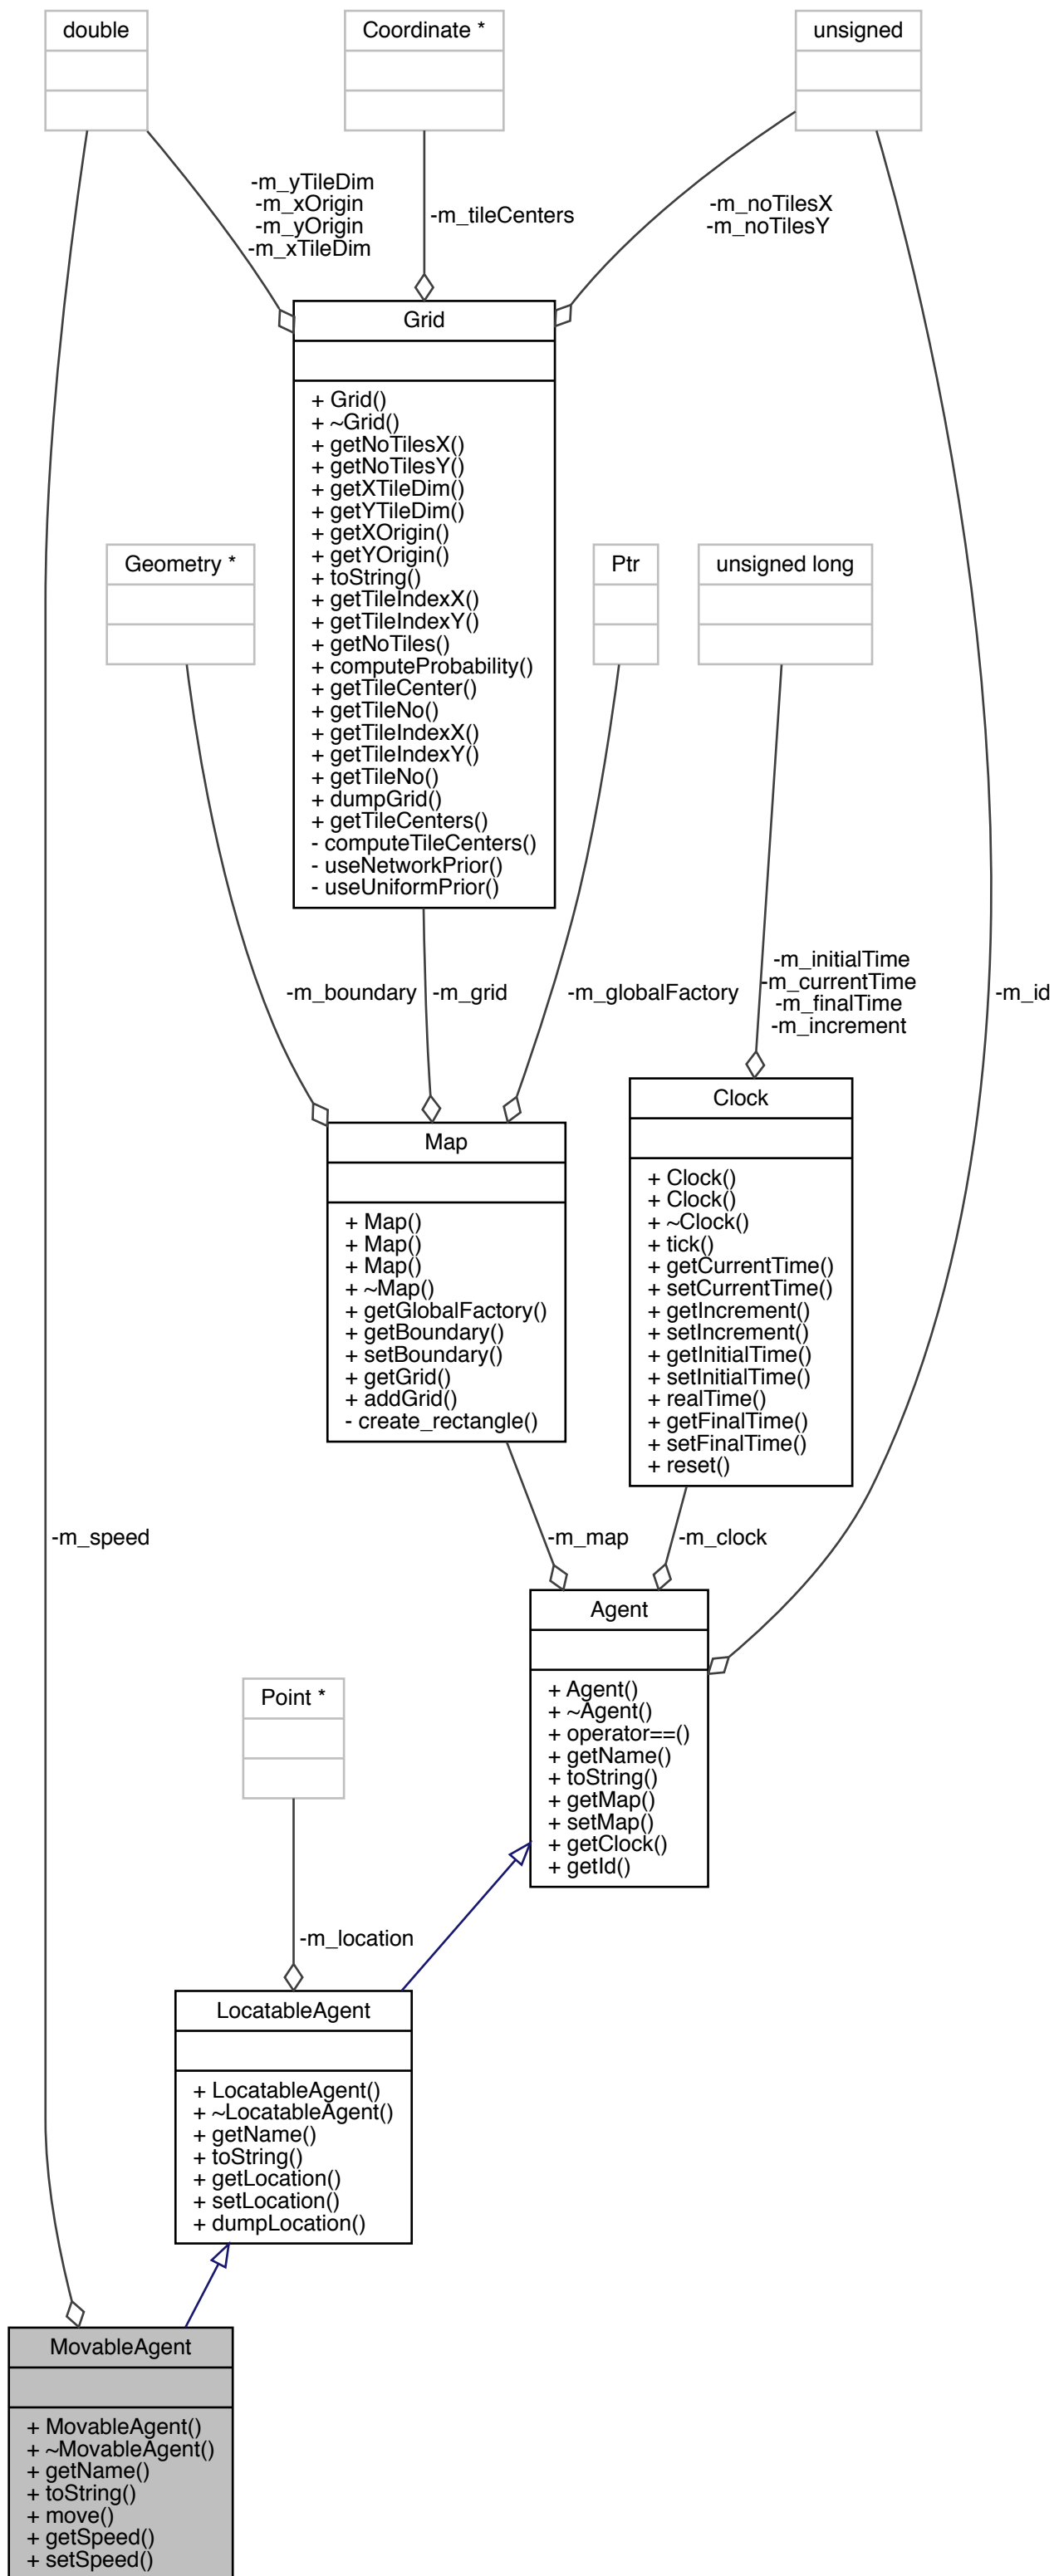 double
Coordinate *
unsigned
-m_yTileDim
-m_xOrigin
-m_yOrigin
-m_xTileDim
-m_tileCenters
-m_noTilesX
-m_noTilesY
Grid
+ Grid()
+ ~Grid()
+ getNoTilesX()
+ getNoTilesY()
+ getXTileDim()
+ getYTileDim()
+ getXOrigin()
+ getYOrigin()
+ toString()
+ getTileIndexX()
+ getTileIndexY()
+ getNoTiles()
+ computeProbability()
+ getTileCenter()
+ getTileNo()
+ getTileIndexX()
+ getTileIndexY()
+ getTileNo()
+ dumpGrid()
+ getTileCenters()
- computeTileCenters()
- useNetworkPrior()
- useUniformPrior()
Geometry *
Ptr
unsigned long
-m_boundary
-m_grid
-m_globalFactory
-m_initialTime
-m_currentTime
-m_finalTime
-m_increment
-m_id
Map
+ Map()
+ Map()
+ Map()
+ ~Map()
+ getGlobalFactory()
+ getBoundary()
+ setBoundary()
+ getGrid()
+ addGrid()
- create_rectangle()
Clock
+ Clock()
+ Clock()
+ ~Clock()
+ tick()
+ getCurrentTime()
+ setCurrentTime()
+ getIncrement()
+ setIncrement()
+ getInitialTime()
+ setInitialTime()
+ realTime()
+ getFinalTime()
+ setFinalTime()
+ reset()
-m_speed
-m_map
-m_clock
Agent
+ Agent()
+ ~Agent()
+ operator==()
+ getName()
+ toString()
+ getMap()
+ setMap()
+ getClock()
+ getId()
Point *
-m_location
LocatableAgent
+ LocatableAgent()
+ ~LocatableAgent()
+ getName()
+ toString()
+ getLocation()
+ setLocation()
+ dumpLocation()
MovableAgent
+ MovableAgent()
+ ~MovableAgent()
+ getName()
+ toString()
+ move()
+ getSpeed()
+ setSpeed()